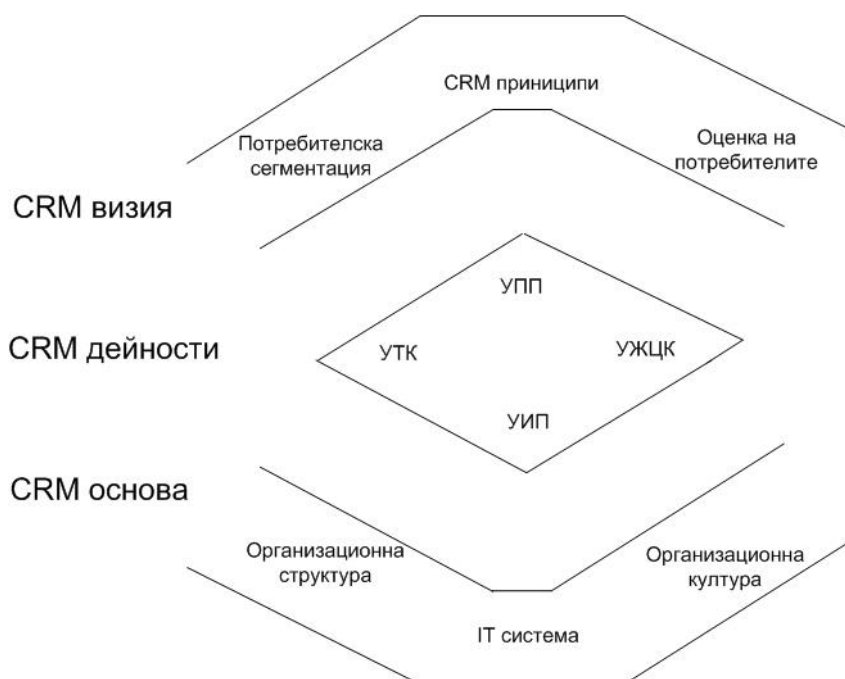 CRM приниципи
Потребителска
сегментация
Оценка на
потребителите
CRM визия
УПП
CRM дейности
УТК
УЖЦК
УИП
CRM основа
Организационна
структура
Организационна
култура
IT система